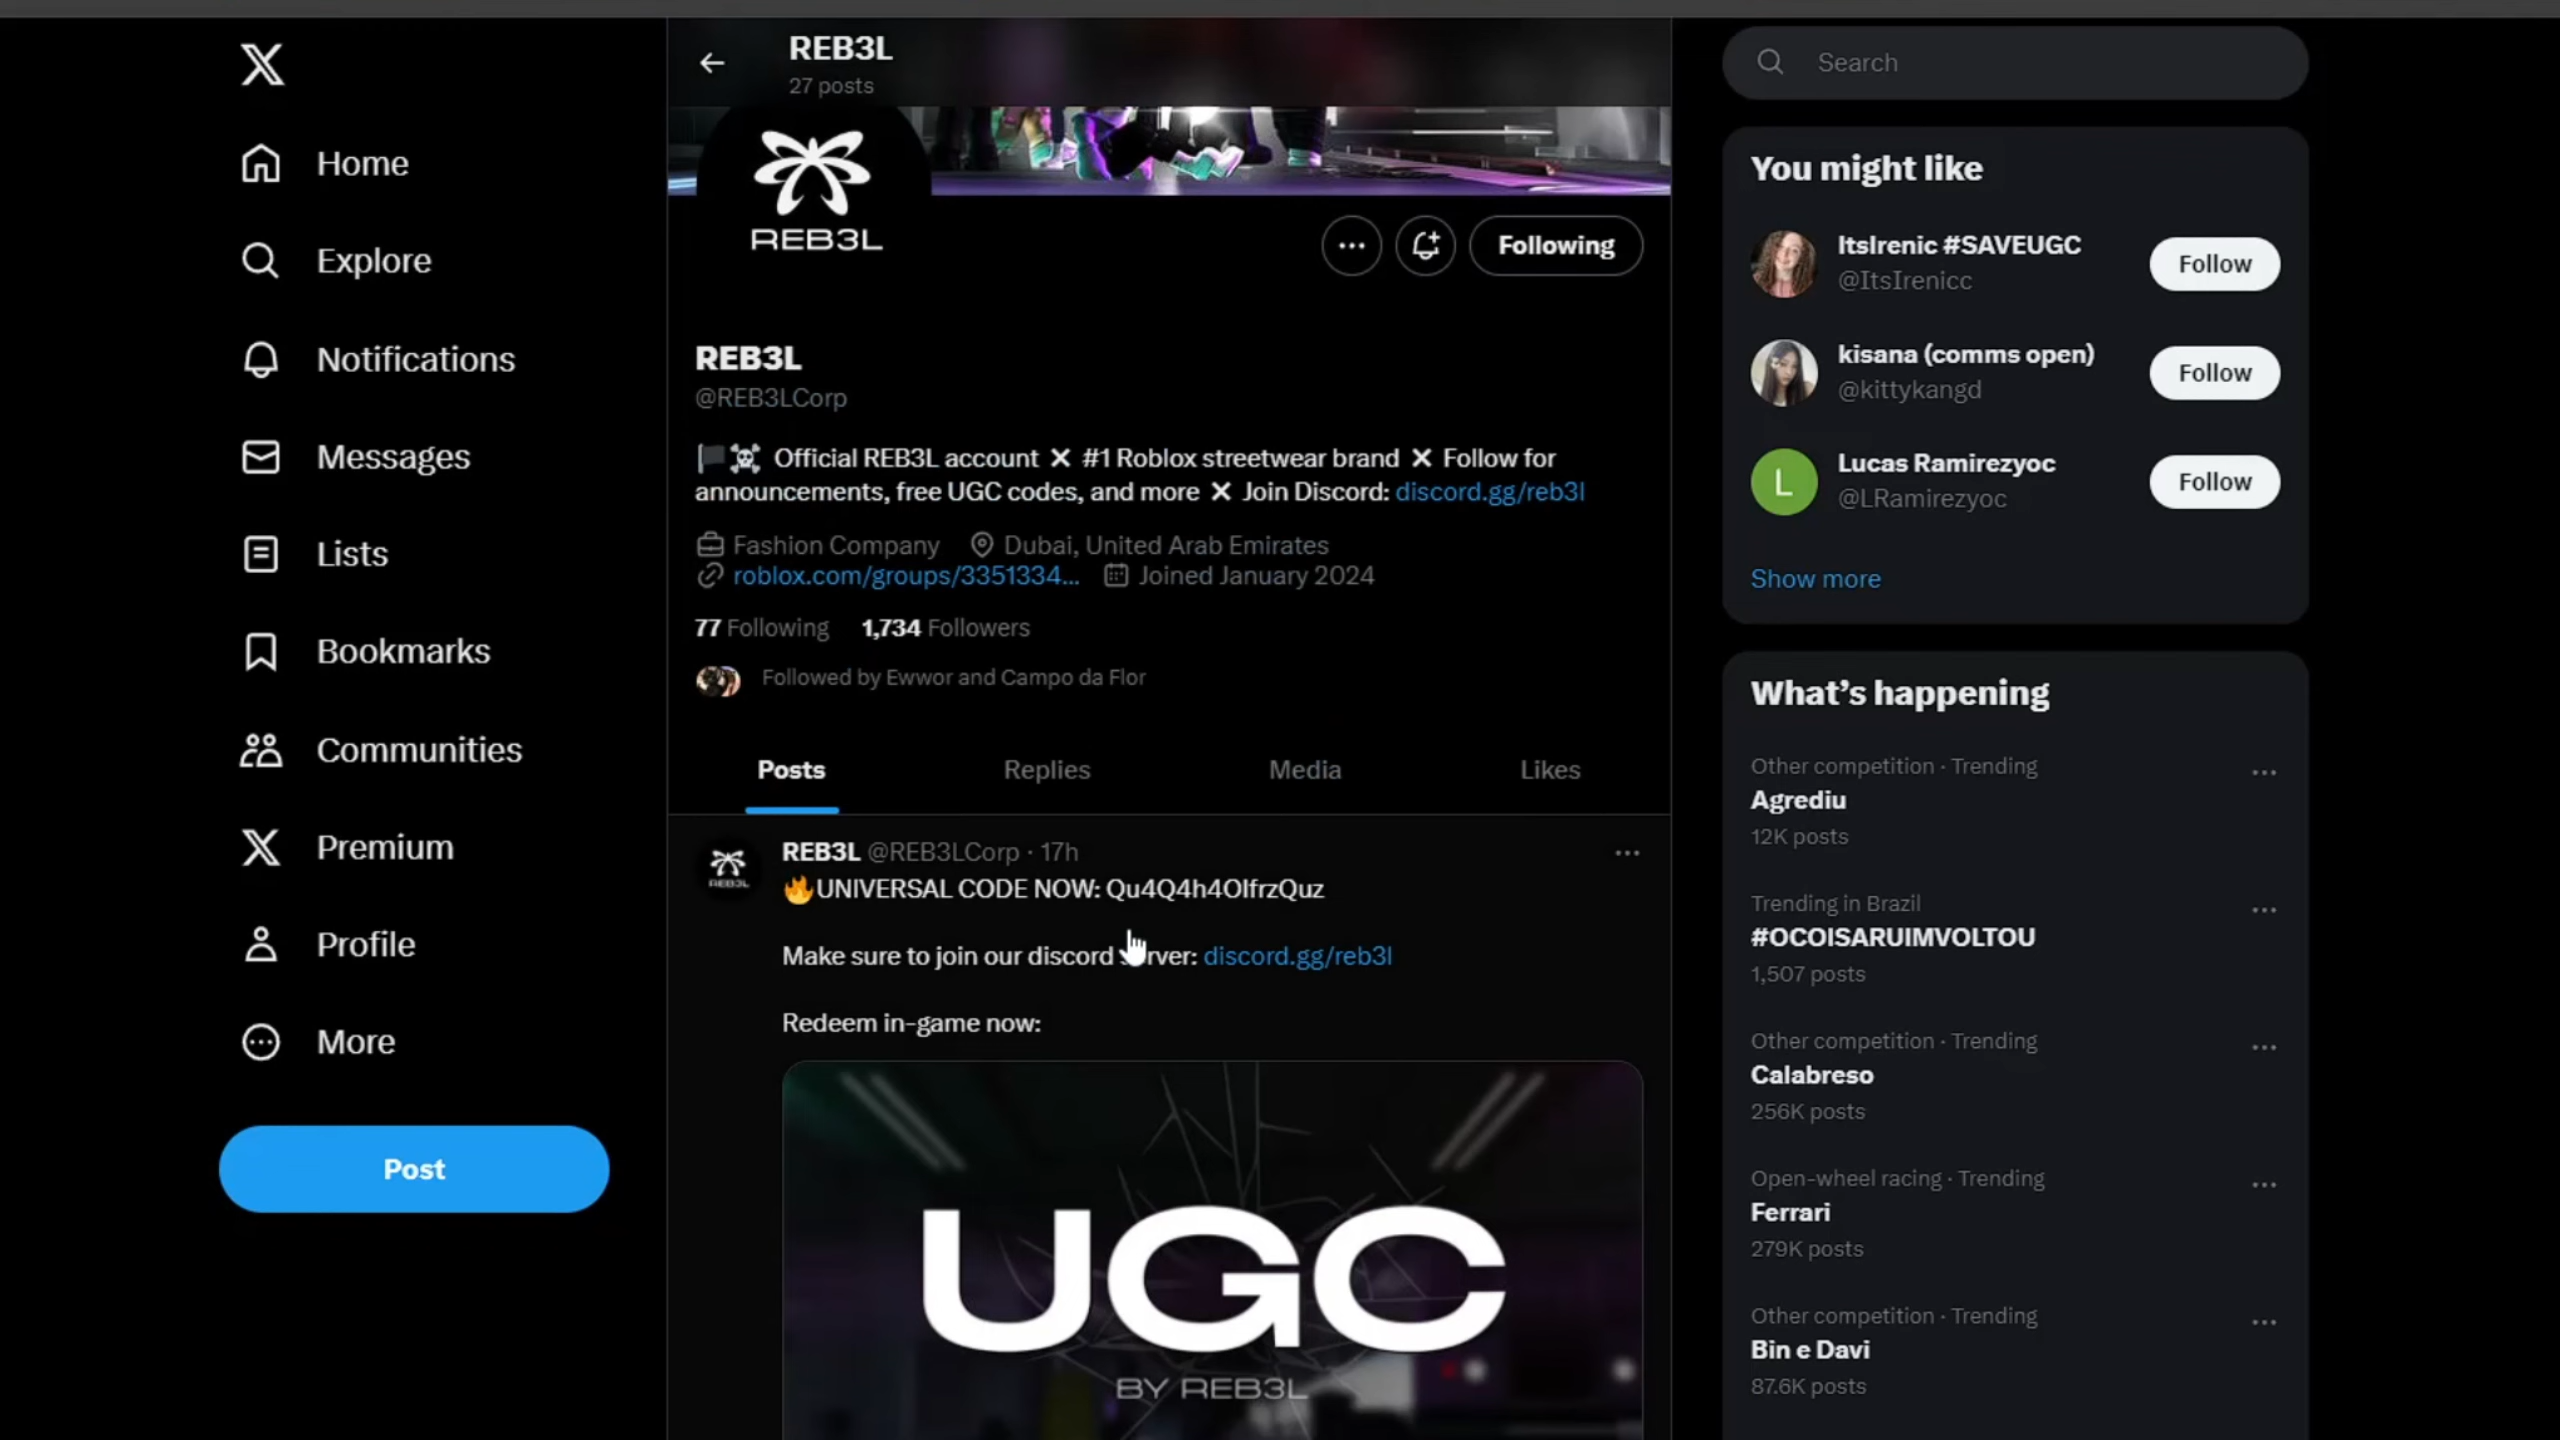 Home
Explore
Notifications
Messages
Lists
Bookmarks
Communities
Premium
Profile
More
Post
REB3L
27 posts
REB3L
Following
REB3L
@REB3LCorp
🏴☠️ Official REB3L account ✕ #1 Roblox streetwear brand ✕ Follow for
announcements, free UGC codes, and more ✕ Join Discord: discord.gg/reb3l
Fashion Company Dubai, United Arab Emirates
roblox.com/groups/3351334... Joined January 2024
77 Following 1,734 Followers
Followed by Ewwor and Campo da Flor
Posts Replies Media Likes
REB3L @REB3LCorp · 17h
🔥UNIVERSAL CODE NOW: Qu4Q4h4OlfrzQuz
Make sure to join our discord server: discord.gg/reb3l
Redeem in-game now:
REB3L
UGC
BY REB3L
Search
You might like
ItsIrenic #SAVEUGC
@ItsIrenicc
Follow
kisana (comms open)
@kittykangd
Follow
L
Lucas Ramirezyoc
@LRamirezyoc
Follow
Show more
What's happening
Other competition · Trending
Agrediu
12K posts
Trending in Brazil
#OCOISARUIMVOLTOU
1,507 posts
Other competition · Trending
Calabreso
256K posts
Open-wheel racing · Trending
Ferrari
279K posts
Other competition · Trending
Bin e Davi
87.6K posts